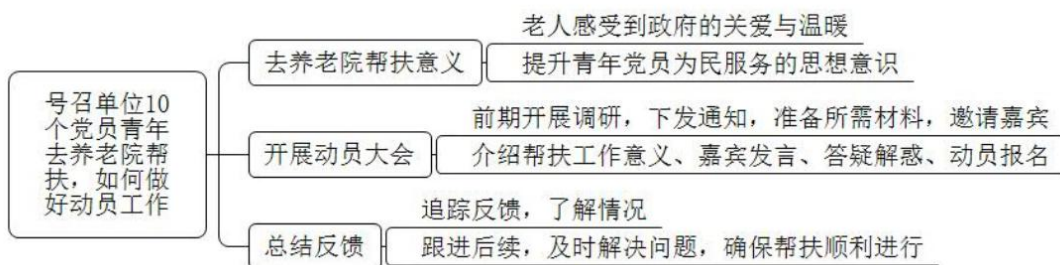 号召单位10
个党员青年
去养老院帮
扶，如何做
好动员工作
去养老院帮扶意义
老人感受到政府的关爱与温暖
提升青年党员为民服务的思想意识
开展动员大会
前期开展调研，下发通知，准备所需材料，邀请嘉宾
介绍帮扶工作意义、嘉宾发言、答疑解惑、动员报名
总结反馈
追踪反馈，了解情况
跟进后续，及时解决问题，确保帮扶顺利进行